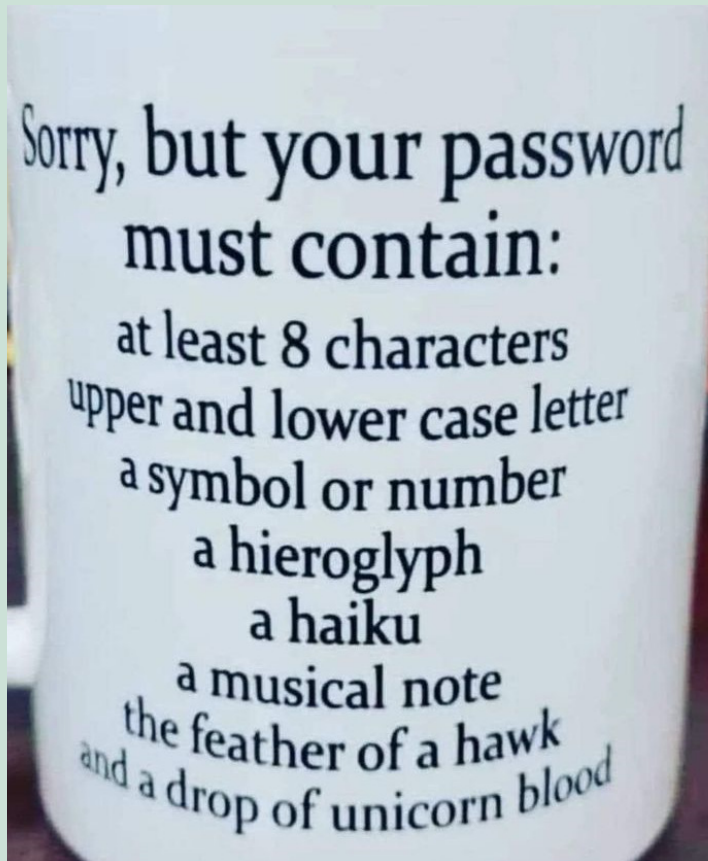 Sorry, but your password
must contain:
at least 8 characters
upper and lower case letter
a symbol or number
a hieroglyph
a haiku
a musical note
the feather of a hawk
and a drop of unicorn blood